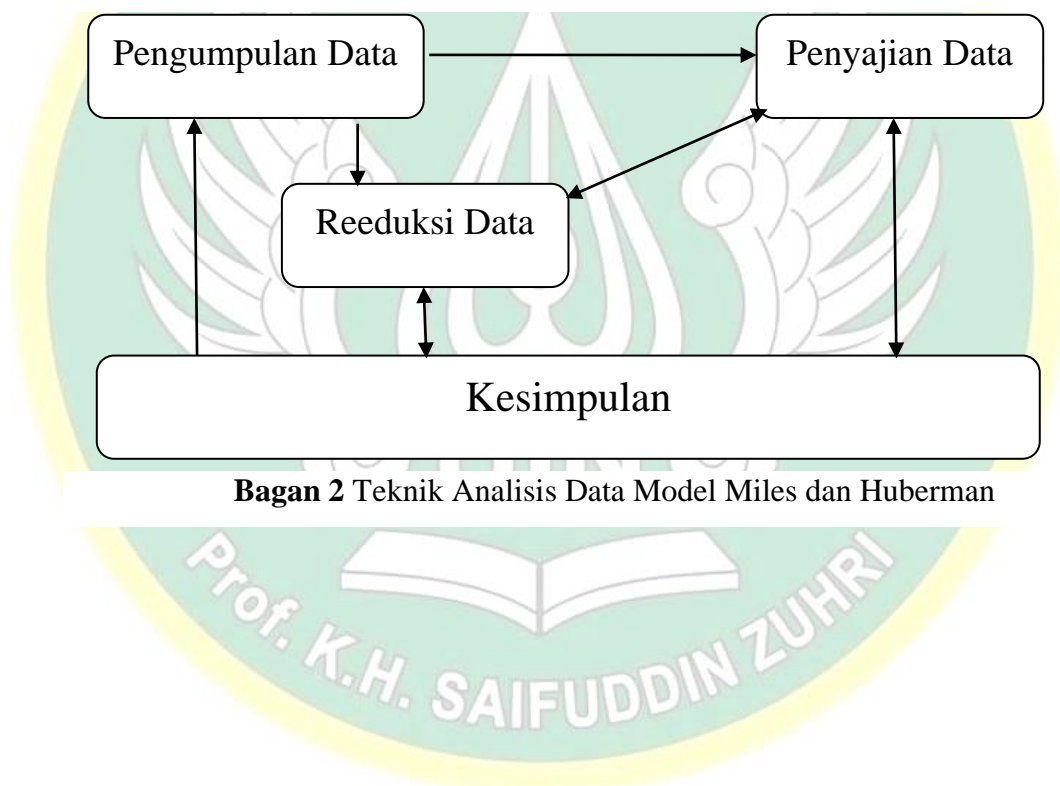 Pengumpulan Data
Penyajian Data
Reeduksi Data
Kesimpulan
Bagan 2 Teknik Analisis Data Model Miles dan Huberman
Prof. K.H. SAIFUDDIN ZUHRI